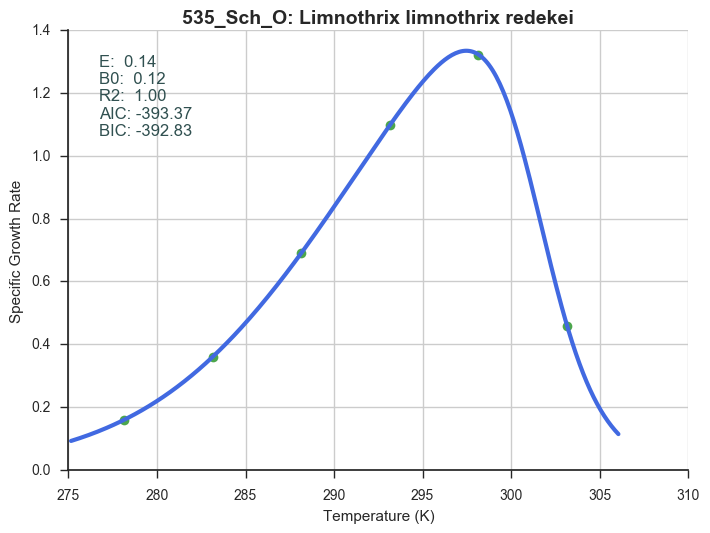 535_Sch_O: Limnothrix limnothrix redekei
E:  0.14
B0:  0.12
R2:  1.00
AIC: -393.37
BIC: -392.83
1.4
1.2
1.0
0.8
0.6
0.4
0.2
0.0
Specific Growth Rate
275 280 285 290 295 300 305 310
Temperature (K)